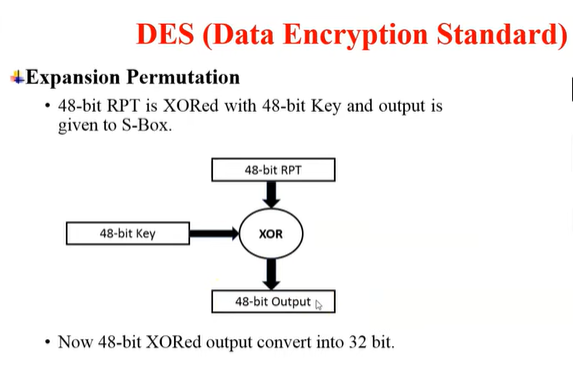 DES (Data Encryption Standard)
Expansion Permutation
• 48-bit RPT is XORed with 48-bit Key and output is
given to S-Box.
48-bit RPT
48-bit Key
XOR
48-bit Output
• Now 48-bit XORed output convert into 32 bit.